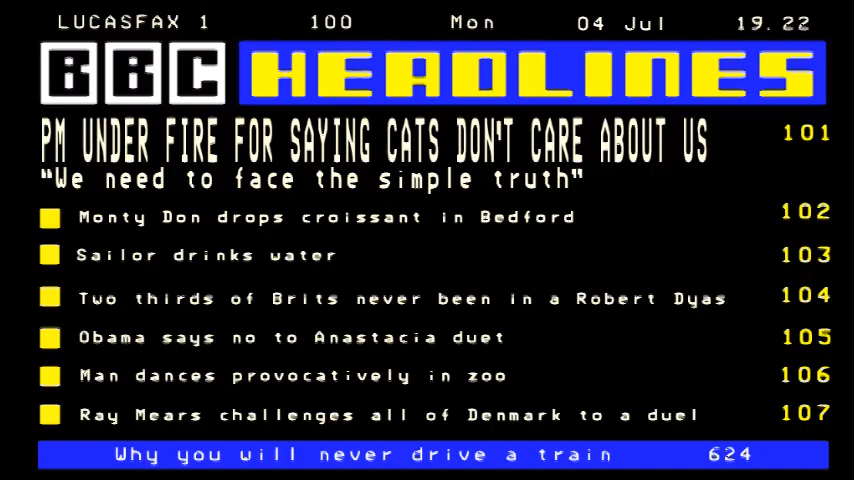 LUCASFAX 1 100 Mon 04 Jul 19.22
BBC HEADLINES
PM UNDER FIRE FOR SAYING CATS DON'T CARE ABOUT US 101
"We need to face the simple truth"
Monty Don drops croissant in Bedford 102
Sailor drinks water 103
Two thirds of Brits never been in a Robert Dyas 104
Obama says no to Anastacia duet 105
Man dances provocatively in zoo 106
Ray Mears challenges all of Denmark to a duel 107
Why you will never drive a train 624